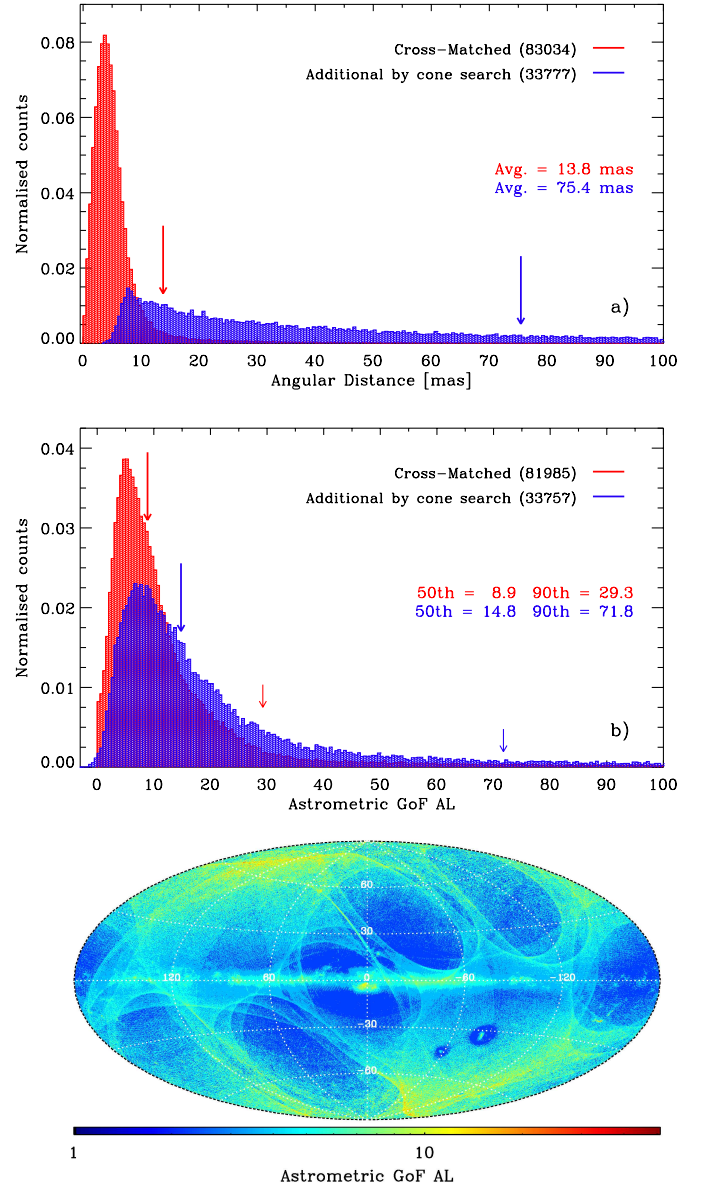 Cross-Matched (83034)
Additional by cone search (33777)
Avg. = 13.8 mas
Avg. = 75.4 mas
a)
Normalised counts
0.08
0.06
0.04
0.02
0.00
0 10 20 30 40 50 60 70 80 90 100
Angular Distance [mas]
Cross-Matched (81985)
Additional by cone search (33757)
50th = 8.9 90th = 29.3
50th = 14.8 90th = 71.8
b)
Normalised counts
0.04
0.03
0.02
0.01
0.00
0 10 20 30 40 50 60 70 80 90 100
Astrometric GoF AL
60
30
120 60 0 -60 -120
-30
-60
1 10
Astrometric GoF AL